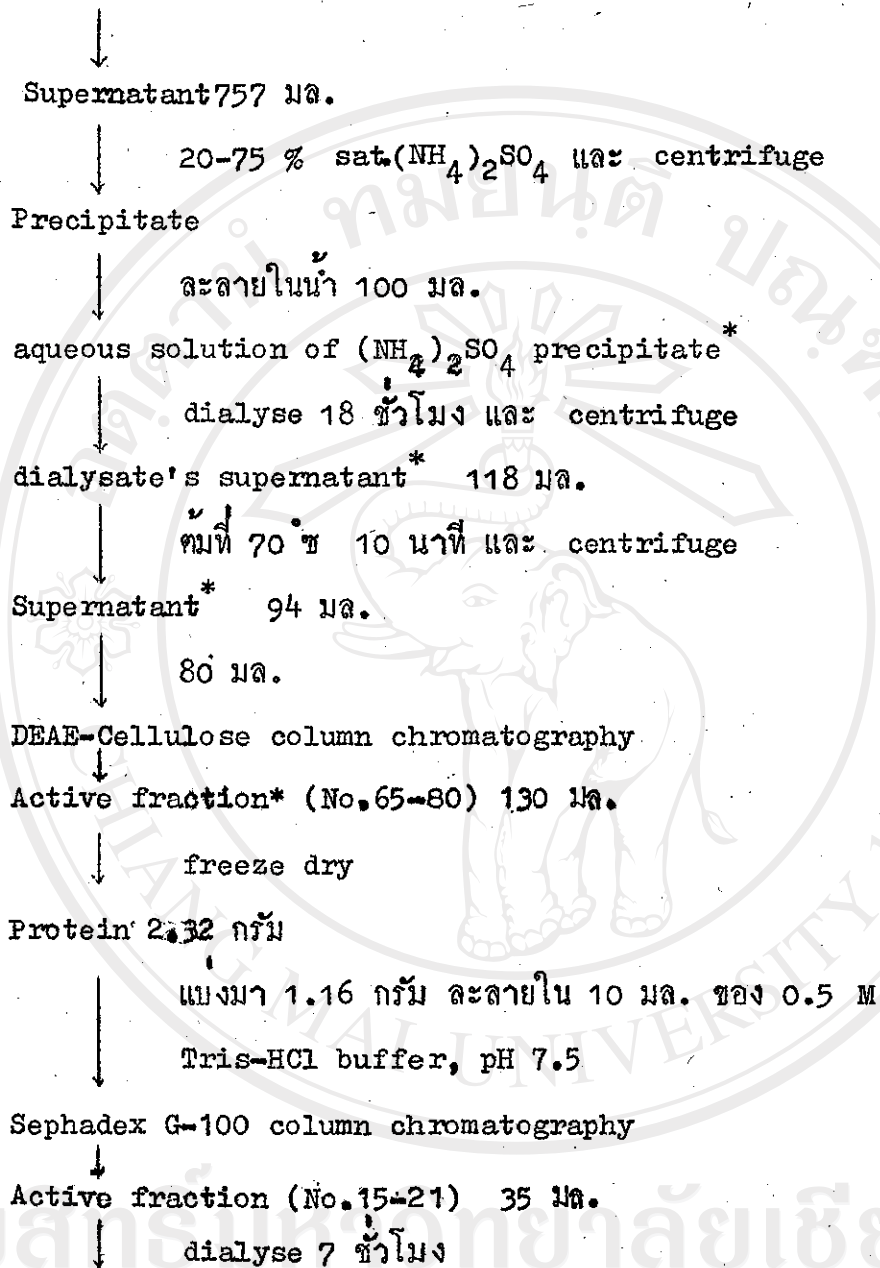 Supernatant 757 มล.
20-75 % sat.(NH4)2SO4 และ centrifuge
Precipitate
ละลายในน้ำ 100 มล.
aqueous solution of (NH4)2SO4 precipitate*
dialyse 18 ชั่วโมง และ centrifuge
dialysate's supernatant* 118 มล.
ต้มที่ 70 °ซ 10 นาที และ centrifuge
Supernatant* 94 มล.
80 มล.
DEAE-Cellulose column chromatography
Active fraction* (No.65-80) 130 มล.
freeze dry
Protein 2.32 กรัม
แบ่งมา 1.16 กรัม ละลายใน 10 มล. ของ 0.5 M
Tris-HCl buffer, pH 7.5
Sephadex G-100 column chromatography
Active fraction (No.15-21) 35 มล.
dialyse 7 ชั่วโมง